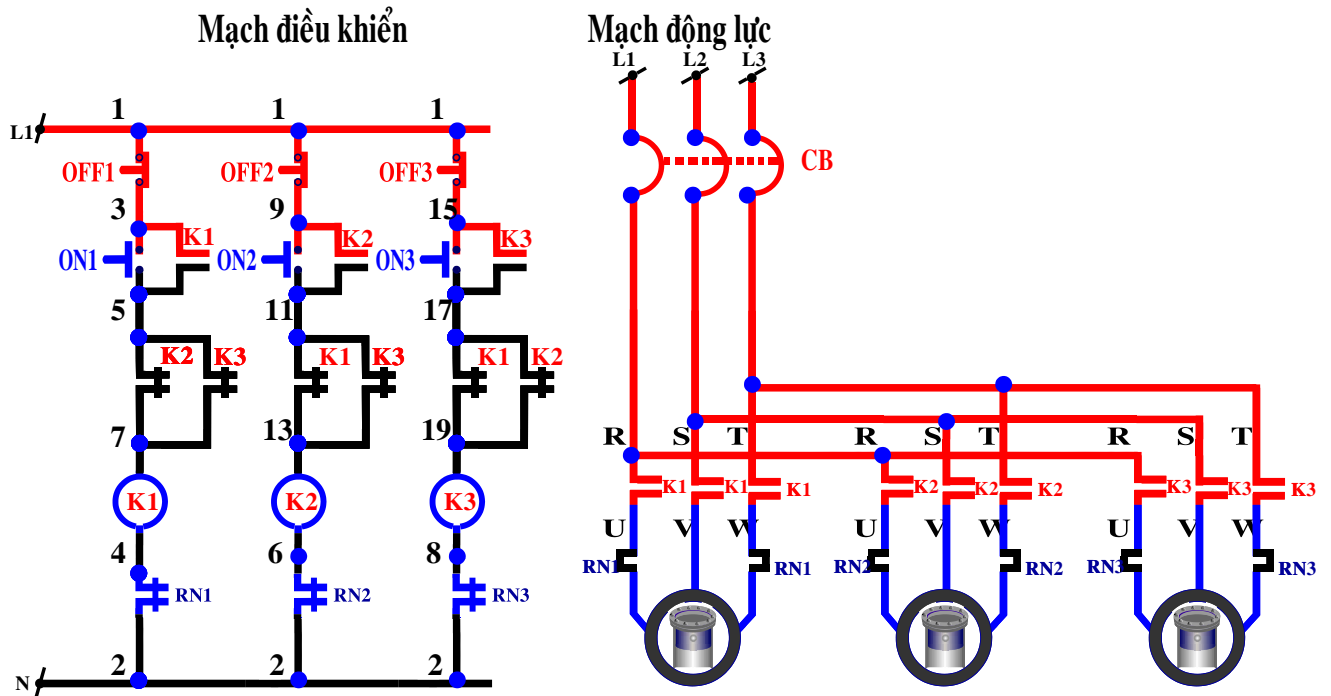 Mạch điều khiển
Mạch động lực
L1 L2 L3
1 1 1
L1
CB
OFF1 OFF2 OFF3
3 9 15
K1 K2 K3
ON1 ON2 ON3
5 11 17
K2 K3 K1 K3 K1 K2
7 13 19
R S T R S T R S T
K1 K2 K3
K1 K1 K1 K2 K2 K2 K3 K3 K3
U V W U V W U V W
4 6 8
RN1 RN1 RN2 RN2 RN3 RN3
RN1 RN2 RN3
2 2 2
N